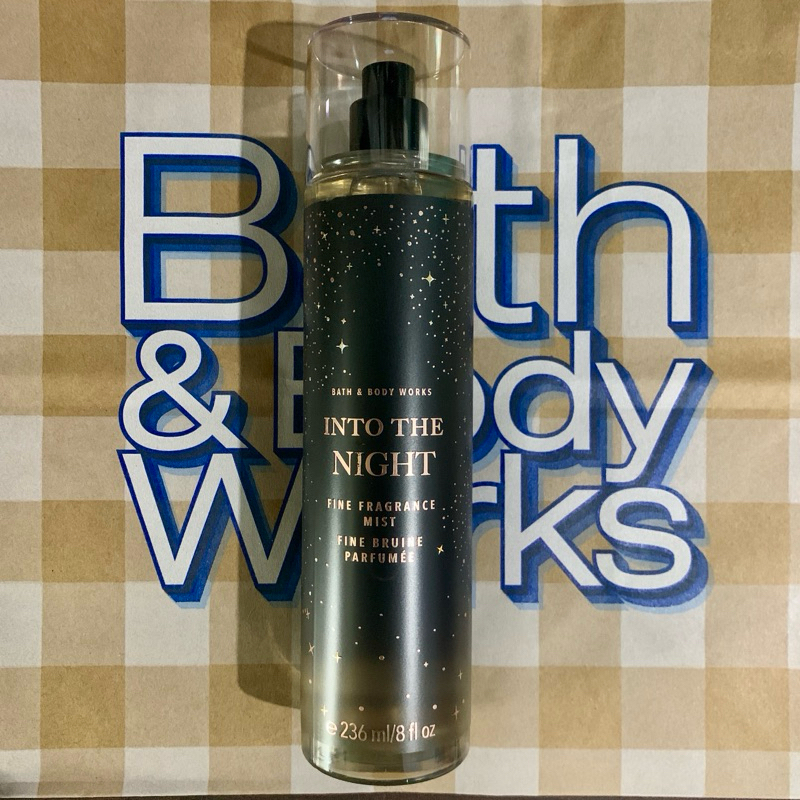 Bath
& Body
Works
BATH & BODY WORKS
INTO THE
NIGHT
FINE FRAGRANCE
MIST
FINE BRUINE
PARFUMÉE
℮ 236 ml/8 fl oz